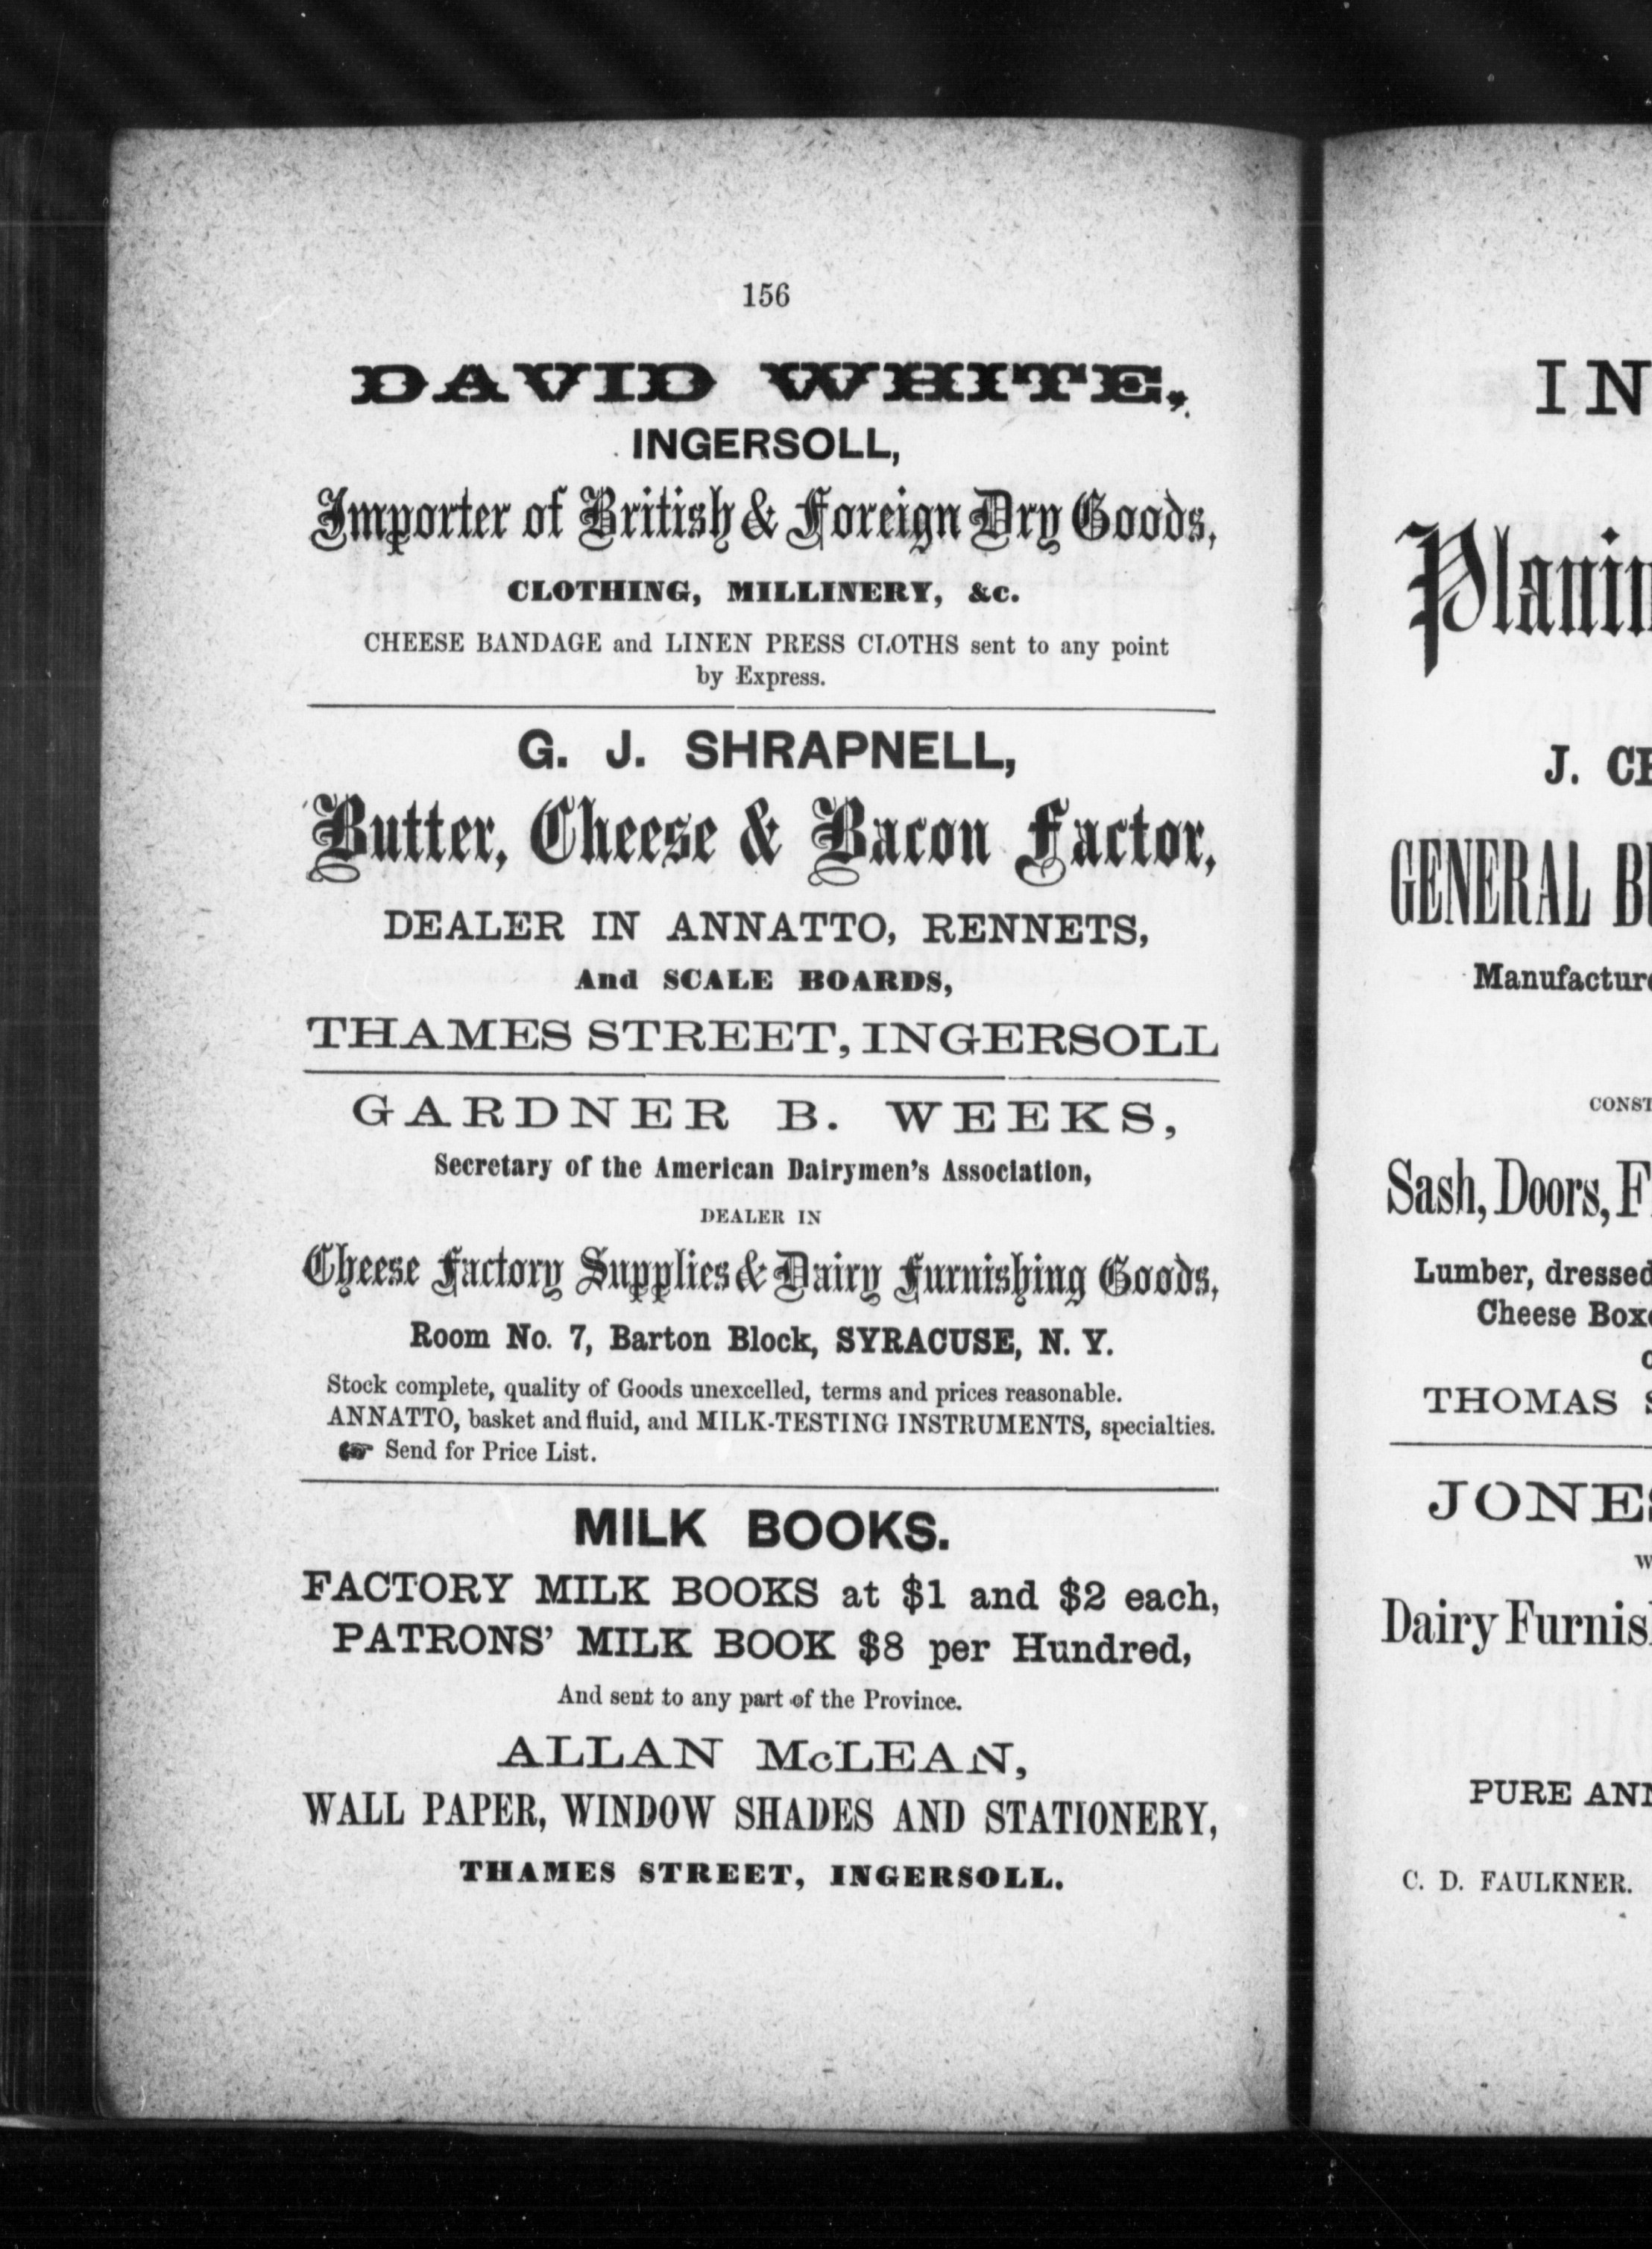 156
DAVID WHITE,
INGERSOLL,
Importer of British & Foreign Dry Goods,
CLOTHING, MILLINERY, &c.
CHEESE BANDAGE and LINEN PRESS CLOTHS sent to any point
by Express.
G. J. SHRAPNELL,
Butter, Cheese & Bacon Factor,
DEALER IN ANNATTO, RENNETS,
And SCALE BOARDS,
THAMES STREET, INGERSOLL
GARDNER B. WEEKS,
Secretary of the American Dairymen's Association,
DEALER IN
Cheese Factory Supplies & Dairy Furnishing Goods,
Room No. 7, Barton Block, SYRACUSE, N. Y.
Stock complete, quality of Goods unexcelled, terms and prices reasonable.
ANNATTO, basket and fluid, and MILK-TESTING INSTRUMENTS, specialties.
☞ Send for Price List.
MILK BOOKS.
FACTORY MILK BOOKS at $1 and $2 each,
PATRONS' MILK BOOK $8 per Hundred,
And sent to any part of the Province.
ALLAN McLEAN,
WALL PAPER, WINDOW SHADES AND STATIONERY,
THAMES STREET, INGERSOLL.
IN
Planin
J. CH
GENERAL BU
Manufacture
CONST
Sash, Doors, F
Lumber, dressed
Cheese Boxe
THOMAS S
JONES
W
Dairy Furnis
PURE ANN
C. D. FAULKNER.